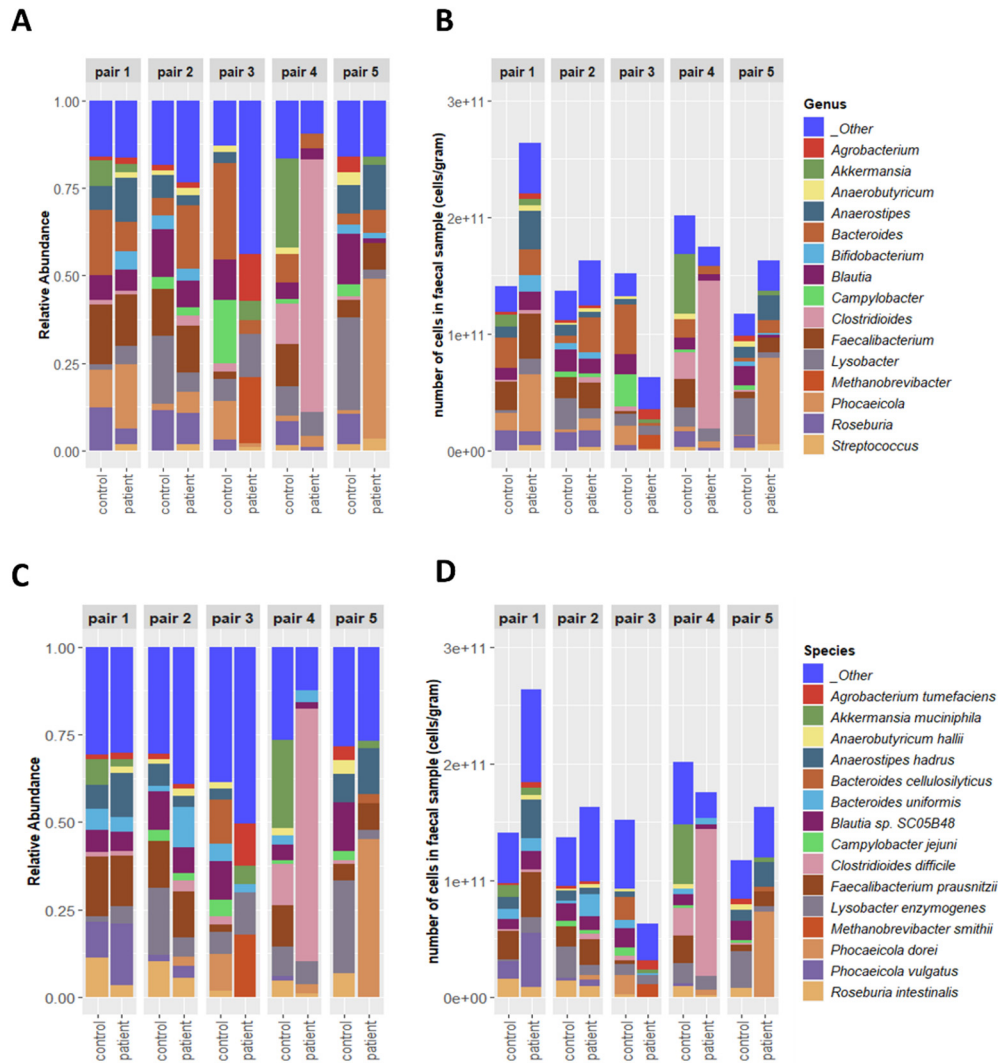 A
B
pair 1 pair 2 pair 3 pair 4 pair 5
pair 1 pair 2 pair 3 pair 4 pair 5
1.00
0.75
0.50
0.25
0.00
Relative Abundance
control patient control patient control patient control patient control patient
3e+11
2e+11
1e+11
0e+00
number of cells in faecal sample (cells/gram)
control patient control patient control patient control patient control patient
Genus
_Other
Agrobacterium
Akkermansia
Anaerobutyricum
Anaerostipes
Bacteroides
Bifidobacterium
Blautia
Campylobacter
Clostridioides
Faecalibacterium
Lysobacter
Methanobrevibacter
Phocaeicola
Roseburia
Streptococcus
C
D
pair 1 pair 2 pair 3 pair 4 pair 5
pair 1 pair 2 pair 3 pair 4 pair 5
1.00
0.75
0.50
0.25
0.00
Relative Abundance
control patient control patient control patient control patient control patient
3e+11
2e+11
1e+11
0e+00
number of cells in faecal sample (cells/gram)
control patient control patient control patient control patient control patient
Species
_Other
Agrobacterium tumefaciens
Akkermansia muciniphila
Anaerobutyricum hallii
Anaerostipes hadrus
Bacteroides cellulosilyticus
Bacteroides uniformis
Blautia sp. SC05B48
Campylobacter jejuni
Clostridioides difficile
Faecalibacterium prausnitzii
Lysobacter enzymogenes
Methanobrevibacter smithii
Phocaeicola dorei
Phocaeicola vulgatus
Roseburia intestinalis